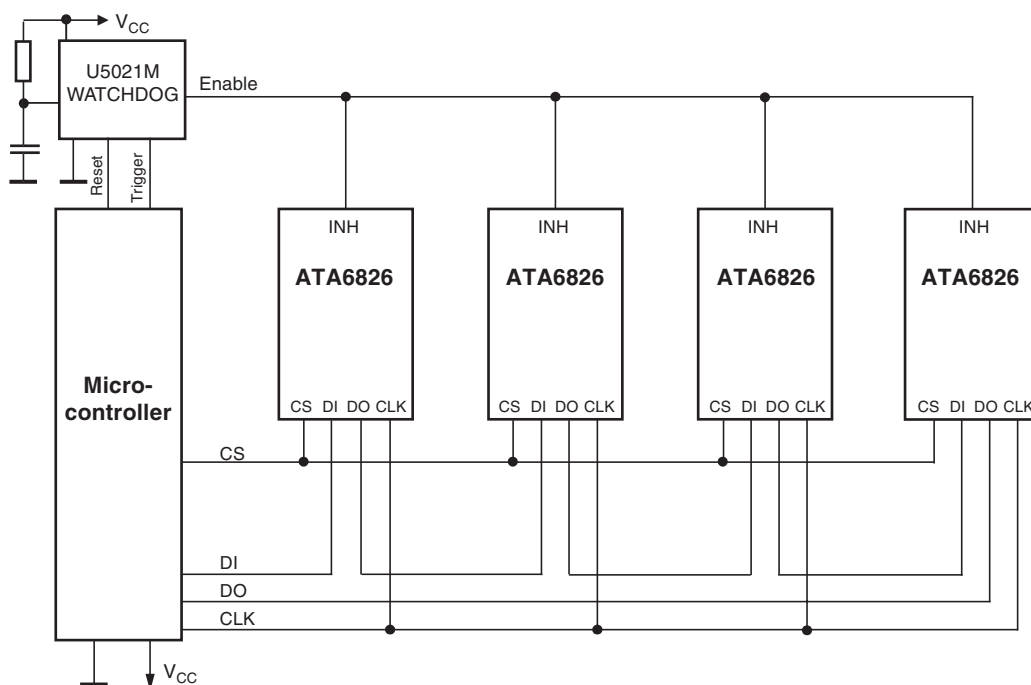 V_CC
U5021M
WATCHDOG
Enable
Reset
Trigger
INH
ATA6826
CS DI DO CLK
INH
ATA6826
CS DI DO CLK
INH
ATA6826
CS DI DO CLK
INH
ATA6826
CS DI DO CLK
Micro-
controller
CS
DI
DO
CLK
V_CC